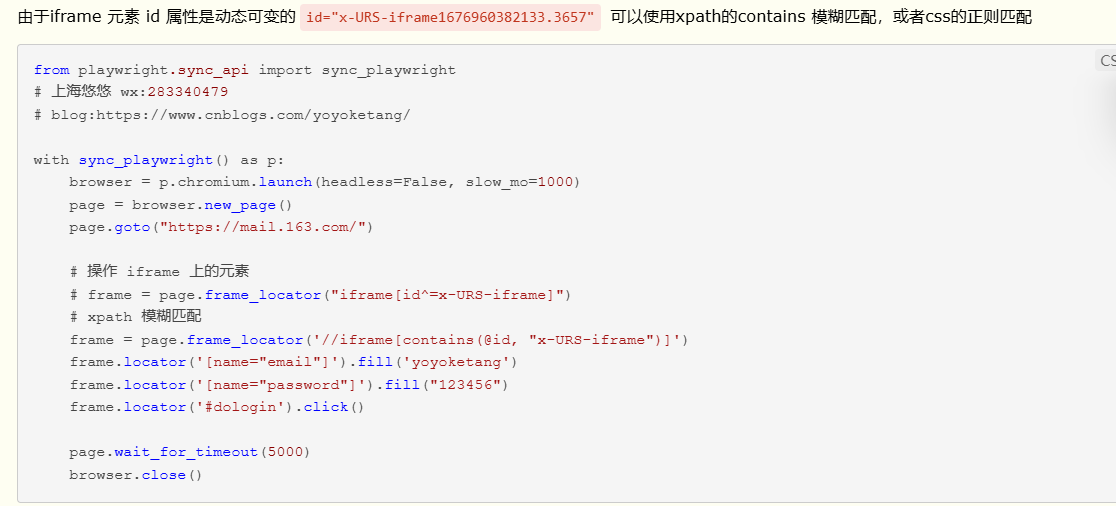 由于iframe 元素 id 属性是动态可变的 id="x-URS-iframe1676960382133.3657" 可以使用xpath的contains 模糊匹配，或者css的正则匹配
CS
from playwright.sync_api import sync_playwright
# 上海悠悠 wx:283340479
# blog:https://www.cnblogs.com/yoyoketang/

with sync_playwright() as p:
    browser = p.chromium.launch(headless=False, slow_mo=1000)
    page = browser.new_page()
    page.goto("https://mail.163.com/")

    # 操作 iframe 上的元素
    # frame = page.frame_locator("iframe[id^=x-URS-iframe]")
    # xpath 模糊匹配
    frame = page.frame_locator('//iframe[contains(@id, "x-URS-iframe")]')
    frame.locator('[name="email"]').fill('yoyoketang')
    frame.locator('[name="password"]').fill("123456")
    frame.locator('#dologin').click()

    page.wait_for_timeout(5000)
    browser.close()